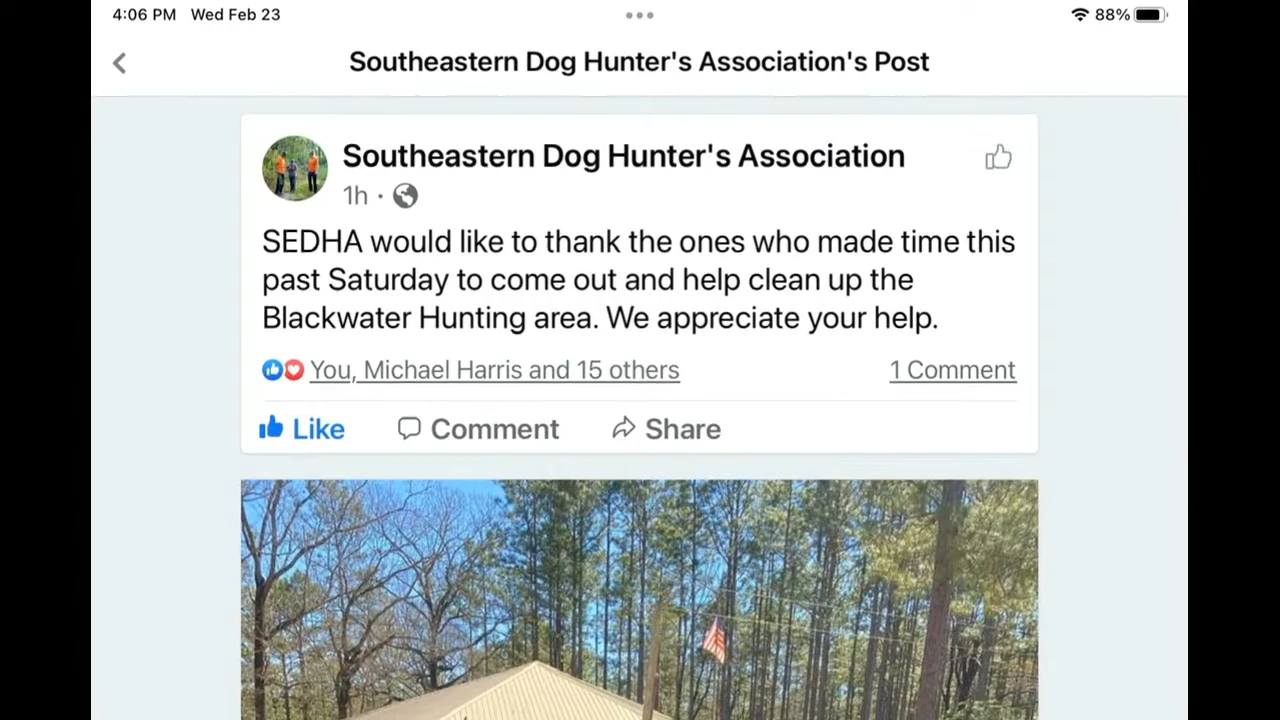 4:06 PM Wed Feb 23
88%
Southeastern Dog Hunter's Association's Post
Southeastern Dog Hunter's Association
1h ·
SEDHA would like to thank the ones who made time this
past Saturday to come out and help clean up the
Blackwater Hunting area. We appreciate your help.
You, Michael Harris and 15 others 1 Comment
Like Comment Share